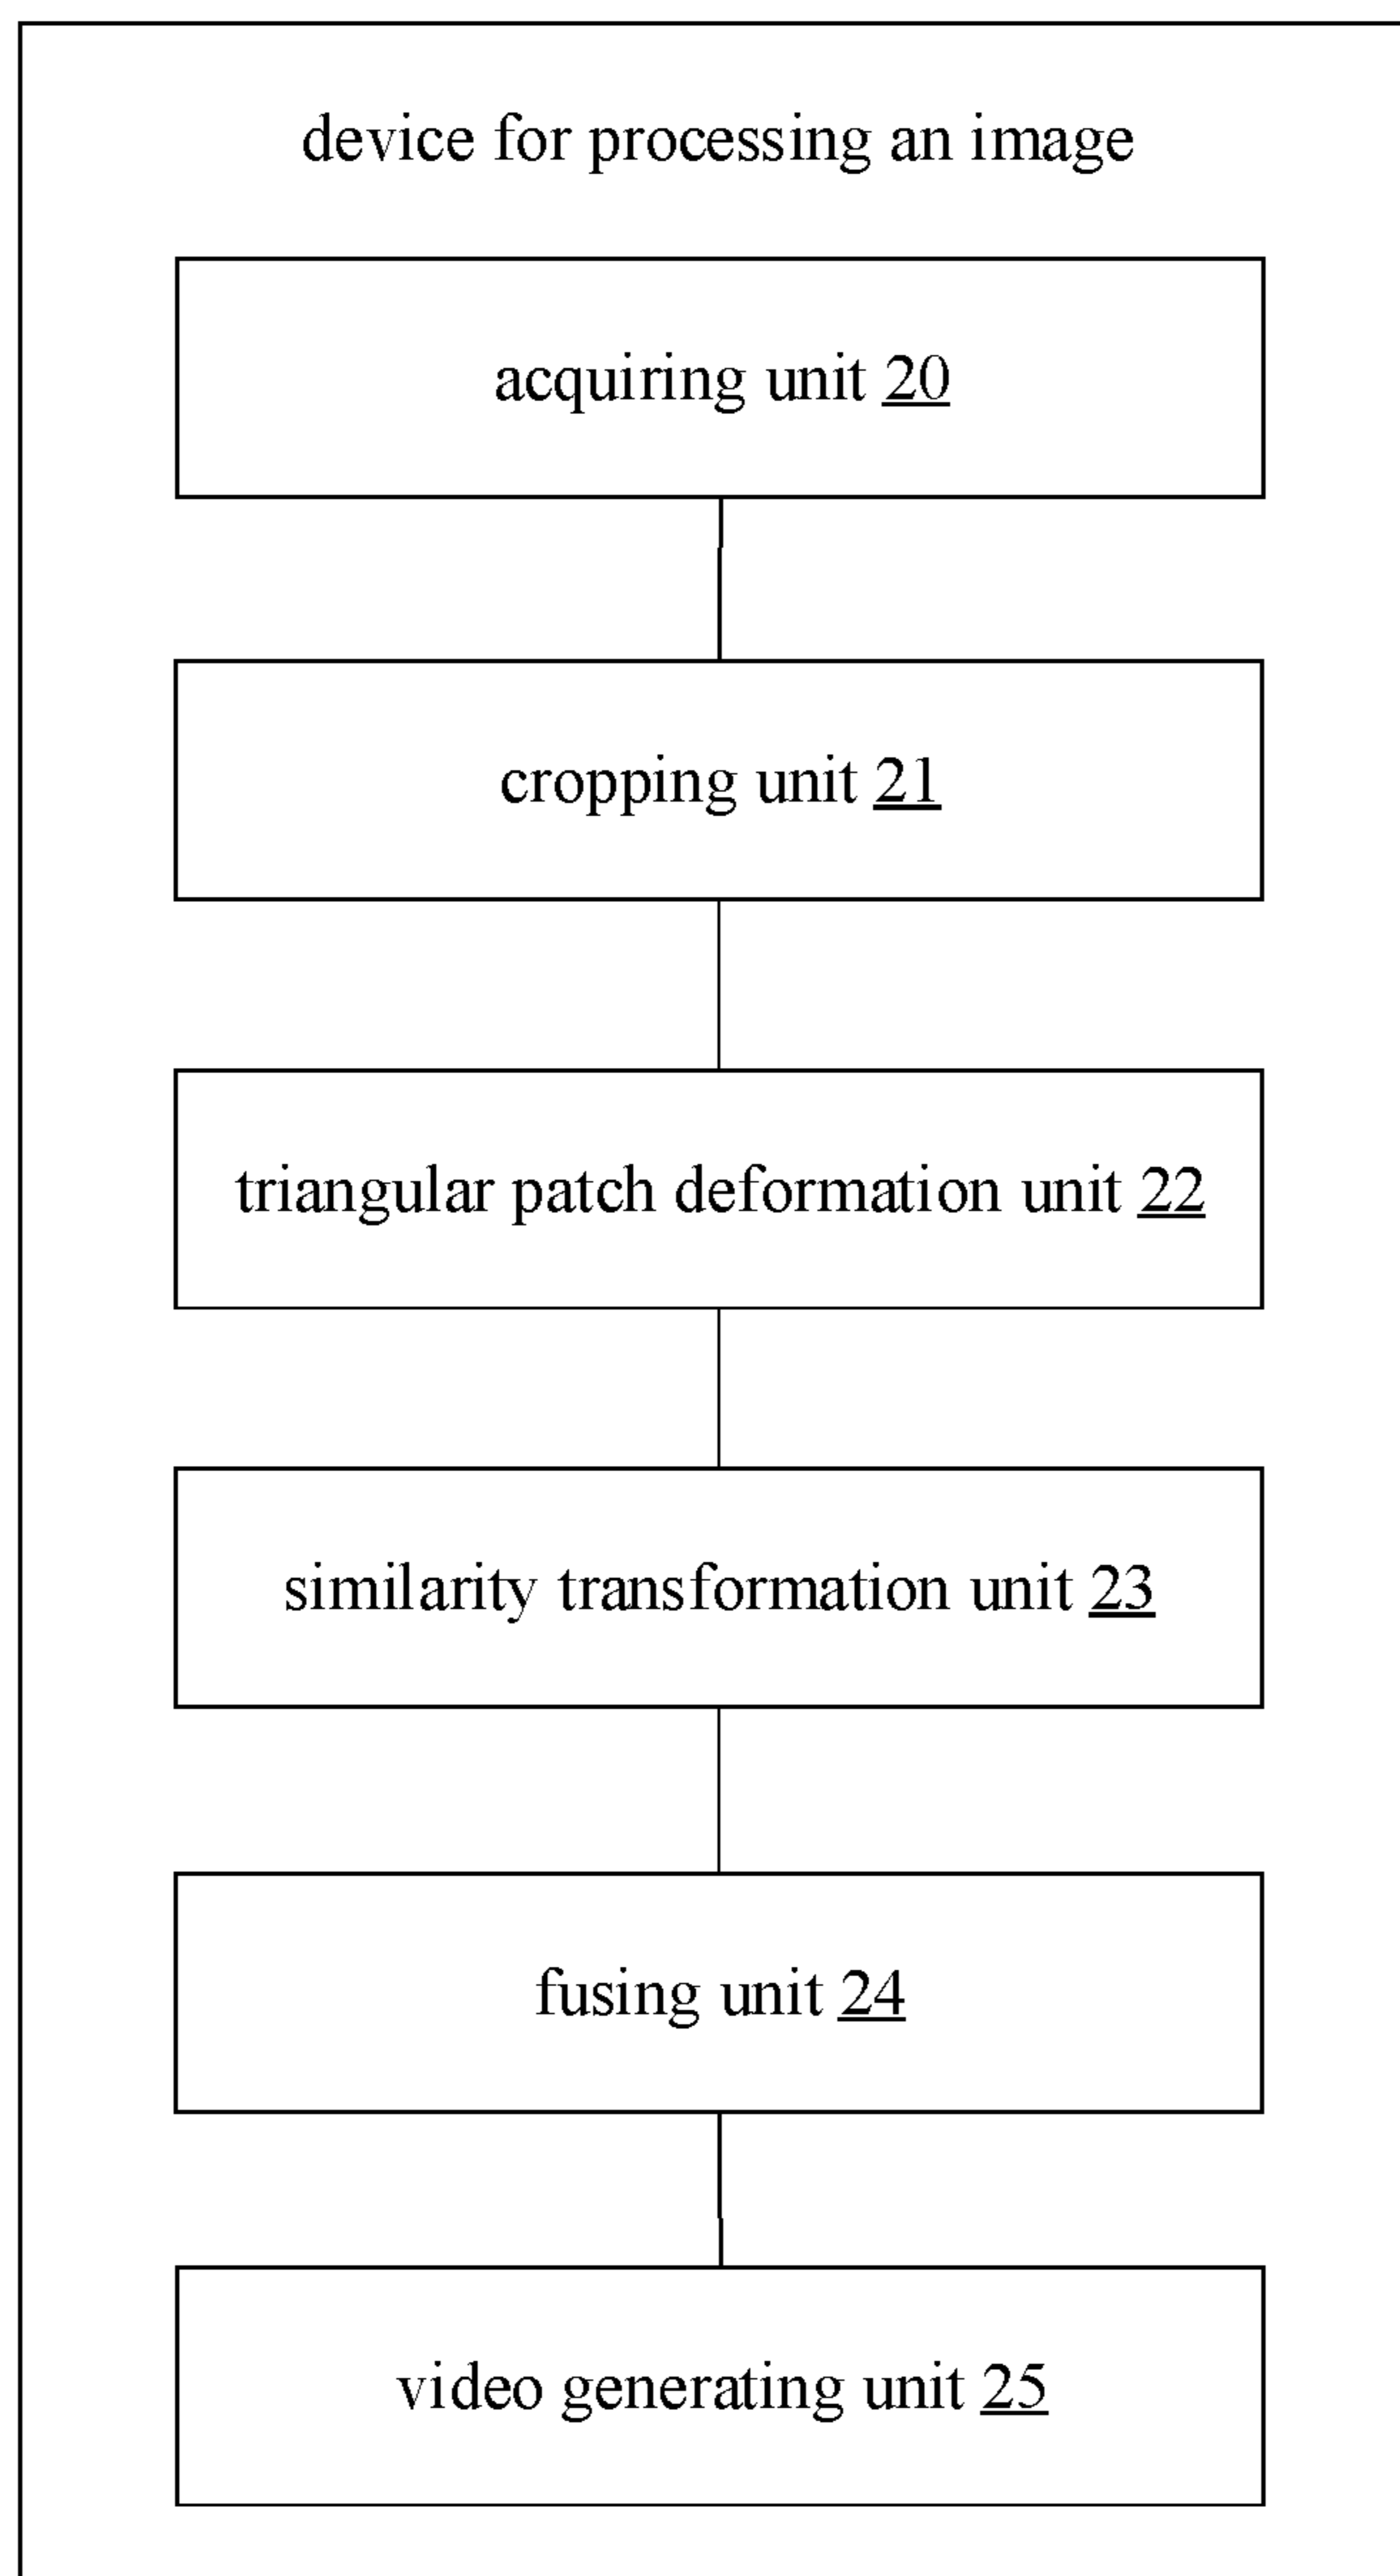 device for processing an image
acquiring unit 20
cropping unit 21
triangular patch deformation unit 22
similarity transformation unit 23
fusing unit 24
video generating unit 25